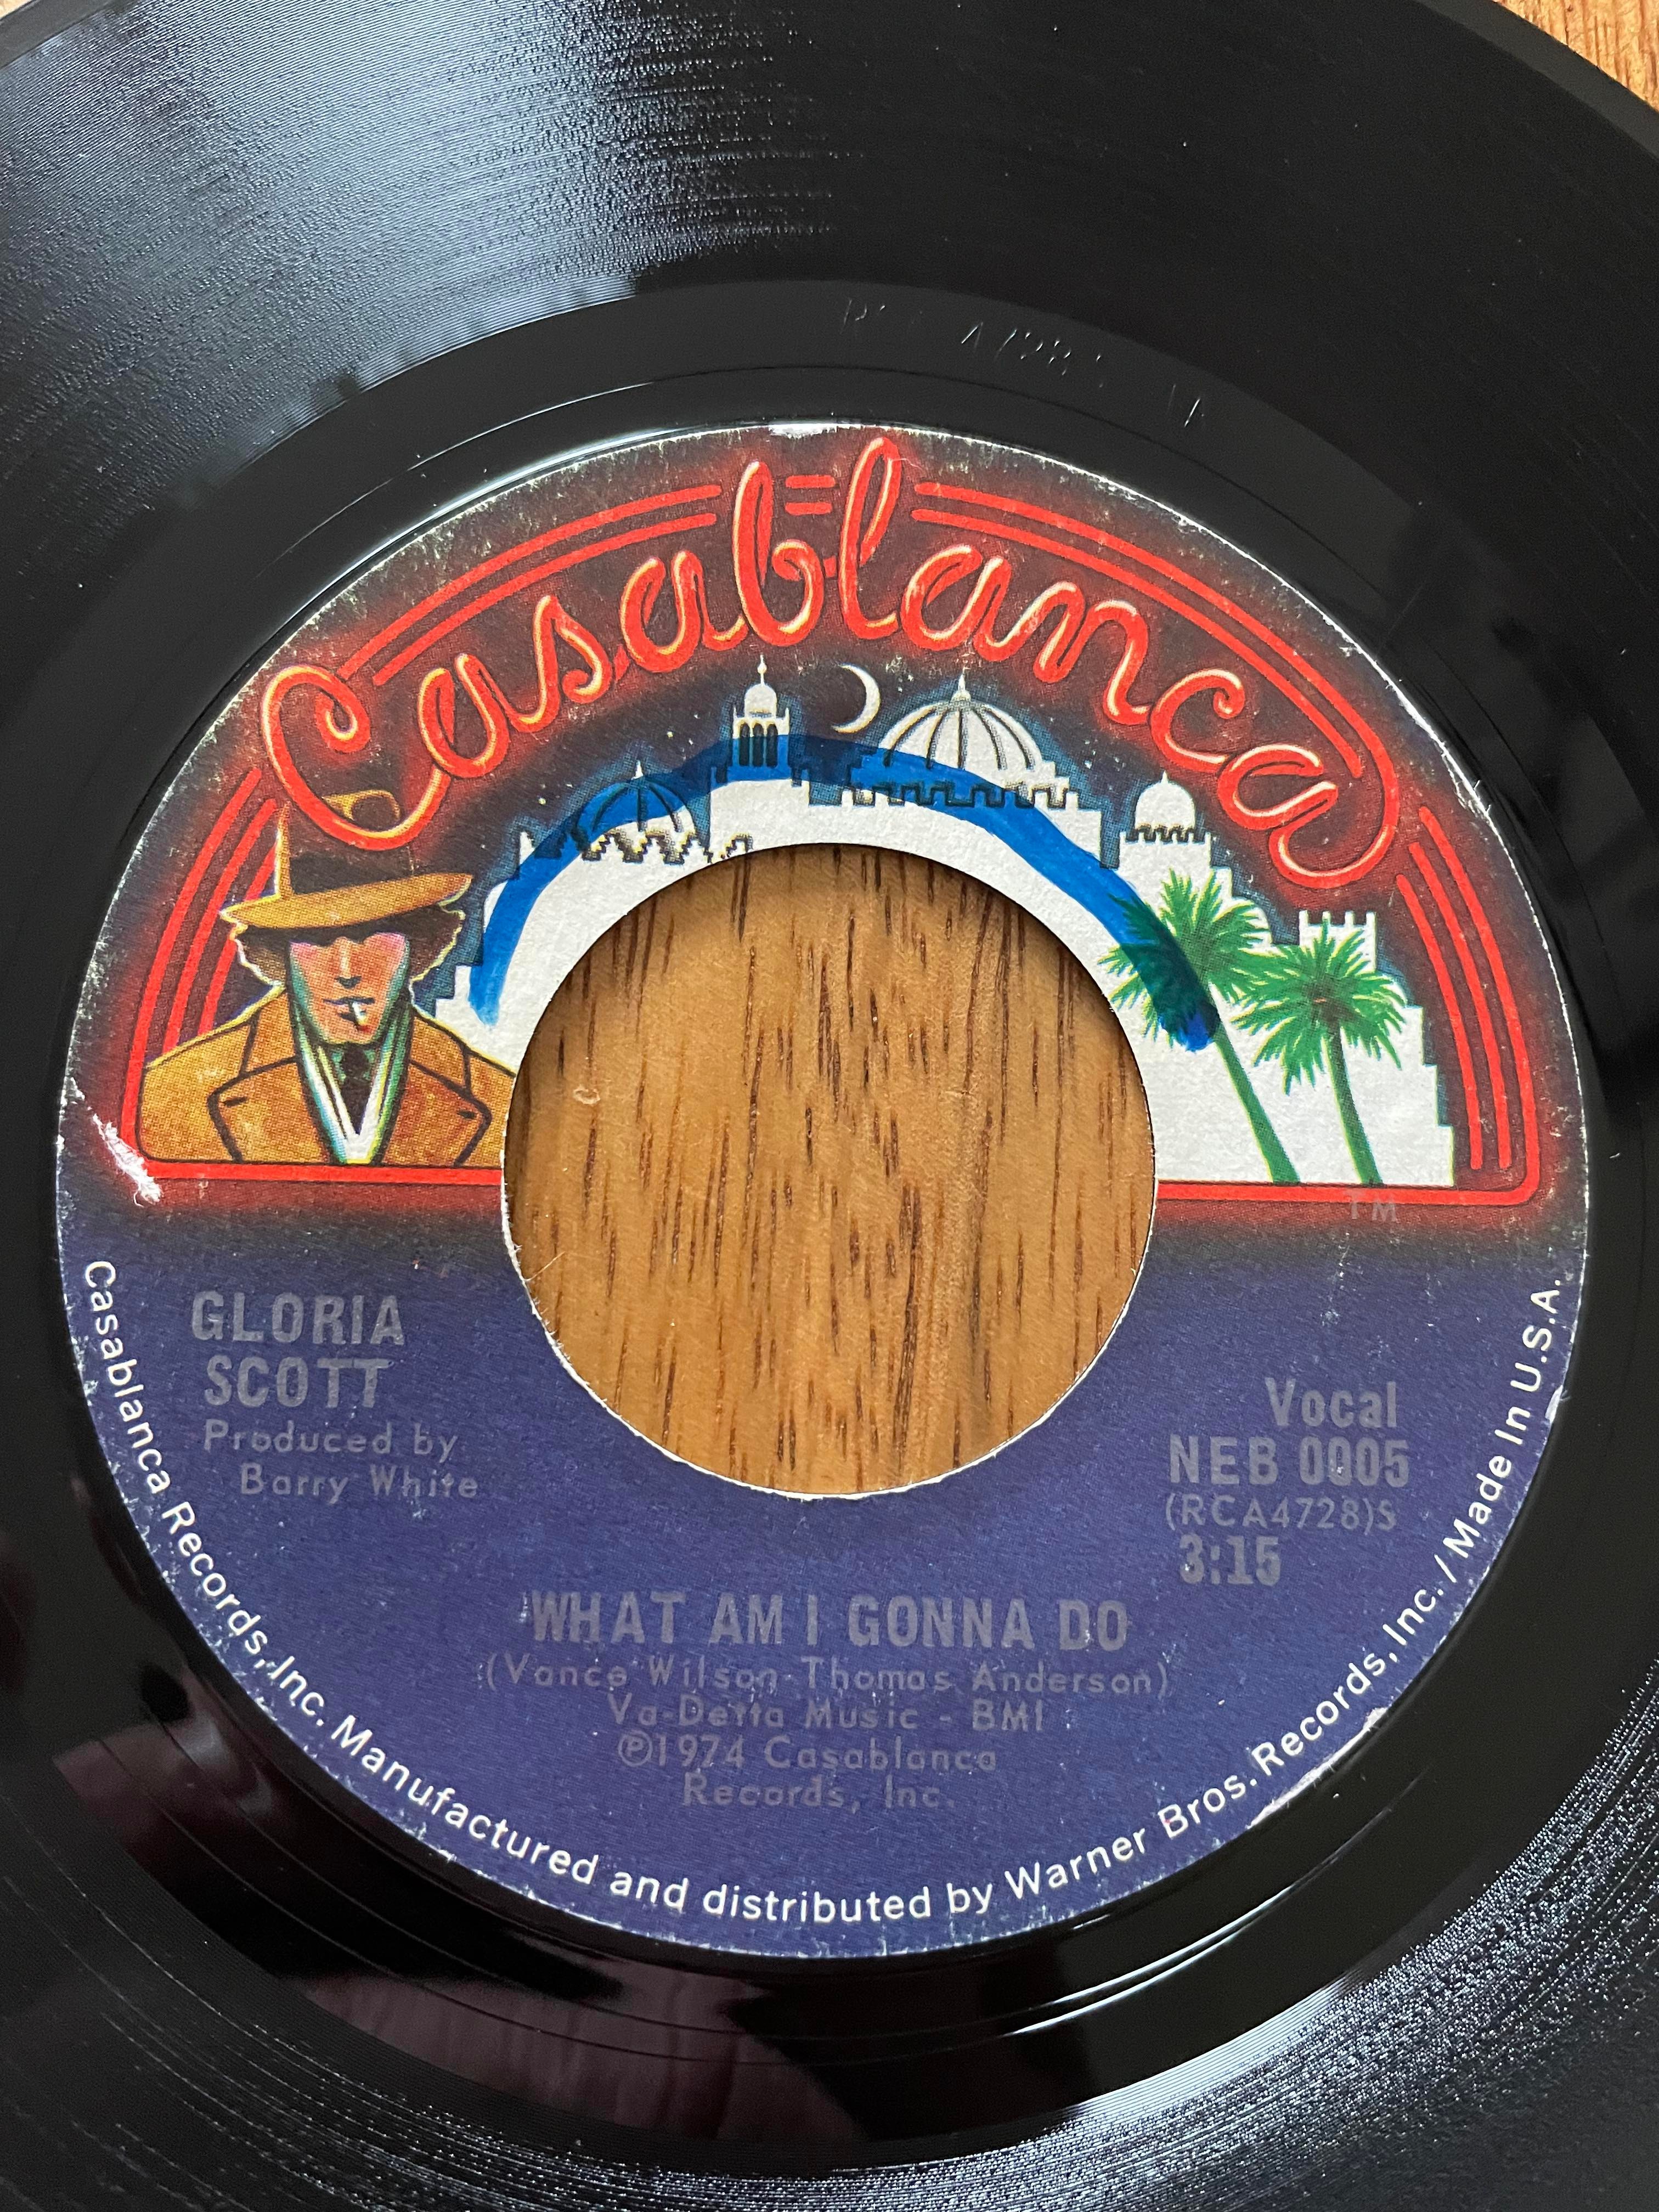 Casablanca
TM
GLORIA
SCOTT
Produced by
Barry White
Vocal
NEB 0005
(RCA4728)S
3:15
WHAT AM I GONNA DO
(Vance Wilson-Thomas Anderson)
Va-Detta Music - BMI
℗1974 Casablanca
Records, Inc.
Casablanca Records, Inc. Manufactured and distributed by Warner Bros. Records, Inc. / Made In U.S.A.